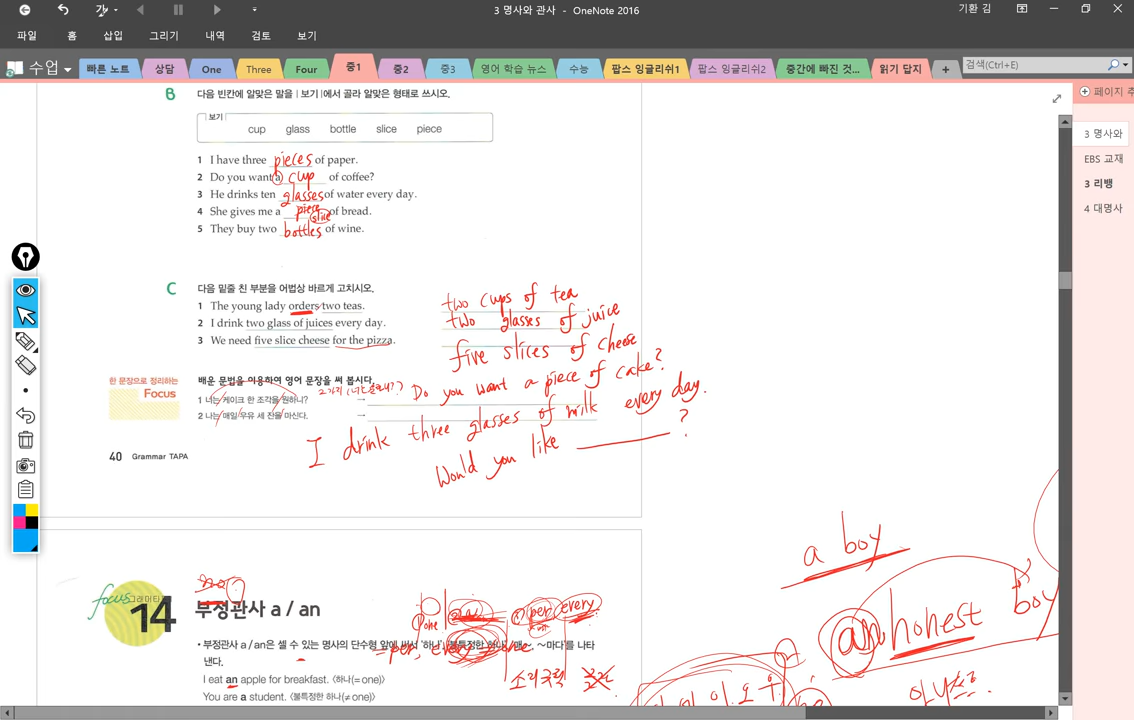 3 명사와 관사 - OneNote 2016
기환 김
파일 홈 삽입 그리기 내역 검토 보기
수업 빠른 노트 상담 One Three Four 중1 중2 중3 영어 학습 뉴스 수능 팝스 잉글리쉬1 팝스 잉글리쉬2 중간에 빠진 것... 읽기 답지 + 검색(Ctrl+E)
페이지 추
3 명사와
EBS 교재
3 리뱅
4 대명사
B 다음 빈칸에 알맞은 말을 |보기|에서 골라 알맞은 형태로 쓰시오.
보기
cup glass bottle slice piece
1 I have three pieces of paper.
2 Do you want a cup of coffee?
3 He drinks ten glasses of water every day.
4 She gives me a piece slice of bread.
5 They buy two bottles of wine.
C 다음 밑줄 친 부분을 어법상 바르게 고치시오.
1 The young lady orders two teas. two cups of tea
2 I drink two glass of juices every day. two glasses of juice
3 We need five slice cheese for the pizza. five slices of cheese
한 문장으로 정리하는
Focus
배운 문법을 이용하여 영어 문장을 써 봅시다.
1 너는 케이크 한 조각을 원하니? → Do you want a piece of cake?
2 나는 매일 우유 세 잔을 마신다. →
I drink three glasses of milk every day.
Would you like ?
40 Grammar TAPA
a boy
an honest boy
focus
그래머타
14
부정관사 a / an
one
per every
• 부정관사 a/an은 셀 수 있는 명사의 단수형 앞에 써서 '하나', '불특정한 하나', '매~, ~마다'를 나타
낸다.
I eat an apple for breakfast. 〈하나(=one)〉
You are a student. 〈불특정한 하나(≠one)〉